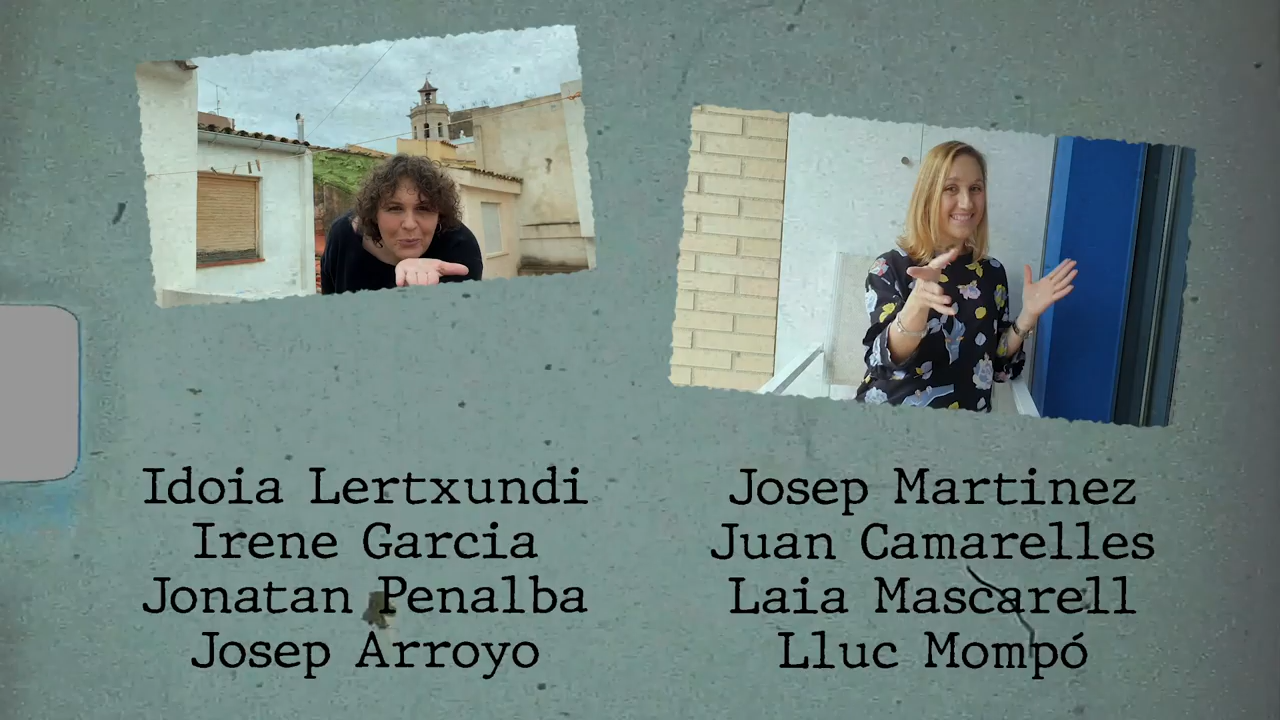 Idoia Lertxundi
Irene Garcia
Jonatan Penalba
Josep Arroyo
Josep Martinez
Juan Camarelles
Laia Mascarell
Lluc Mompó